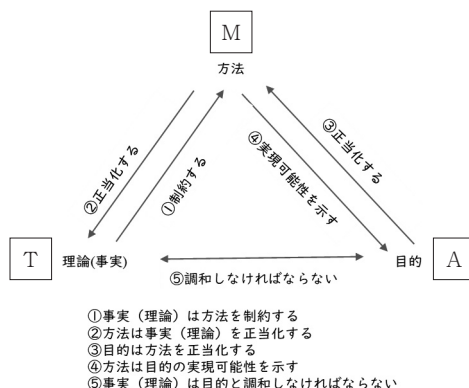 M
方法
②正当化する
①制約する
④実現可能性を示す
③正当化する
T
理論(事実)
目的
A
⑤調和しなければならない
①事実（理論）は方法を制約する
②方法は事実（理論）を正当化する
③目的は方法を正当化する
④方法は目的の実現可能性を示す
⑤事実（理論）は目的と調和しなければならない